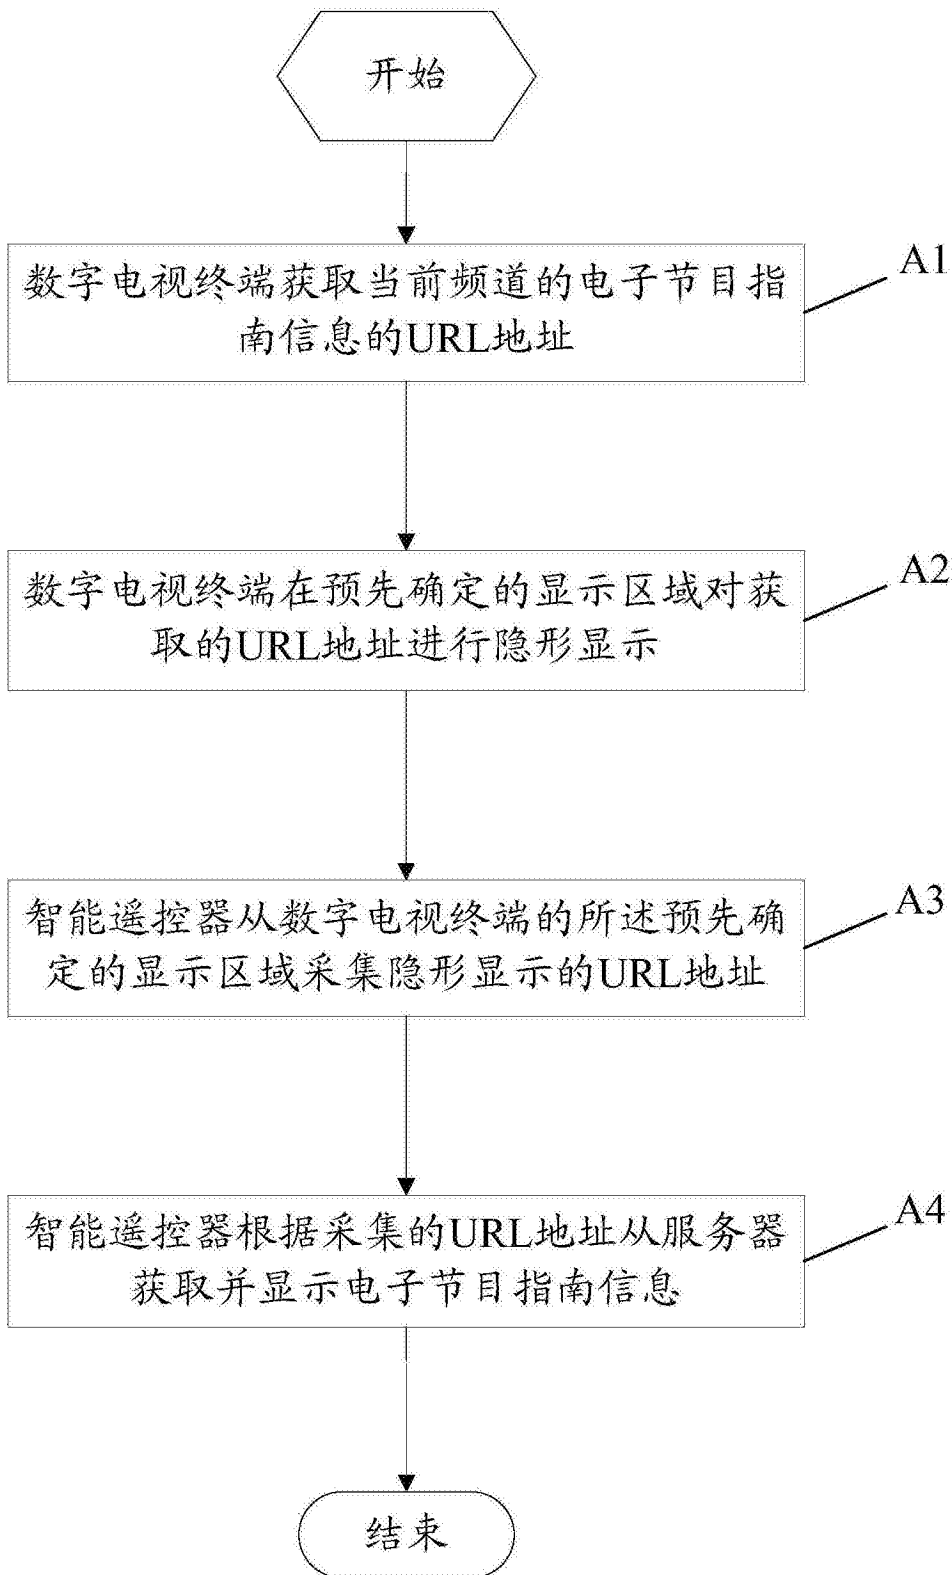 开始
数字电视终端获取当前频道的电子节目指
南信息的URL地址
A1
数字电视终端在预先确定的显示区域对获
取的URL地址进行隐形显示
A2
智能遥控器从数字电视终端的所述预先确
定的显示区域采集隐形显示的URL地址
A3
智能遥控器根据采集的URL地址从服务器
获取并显示电子节目指南信息
A4
结束